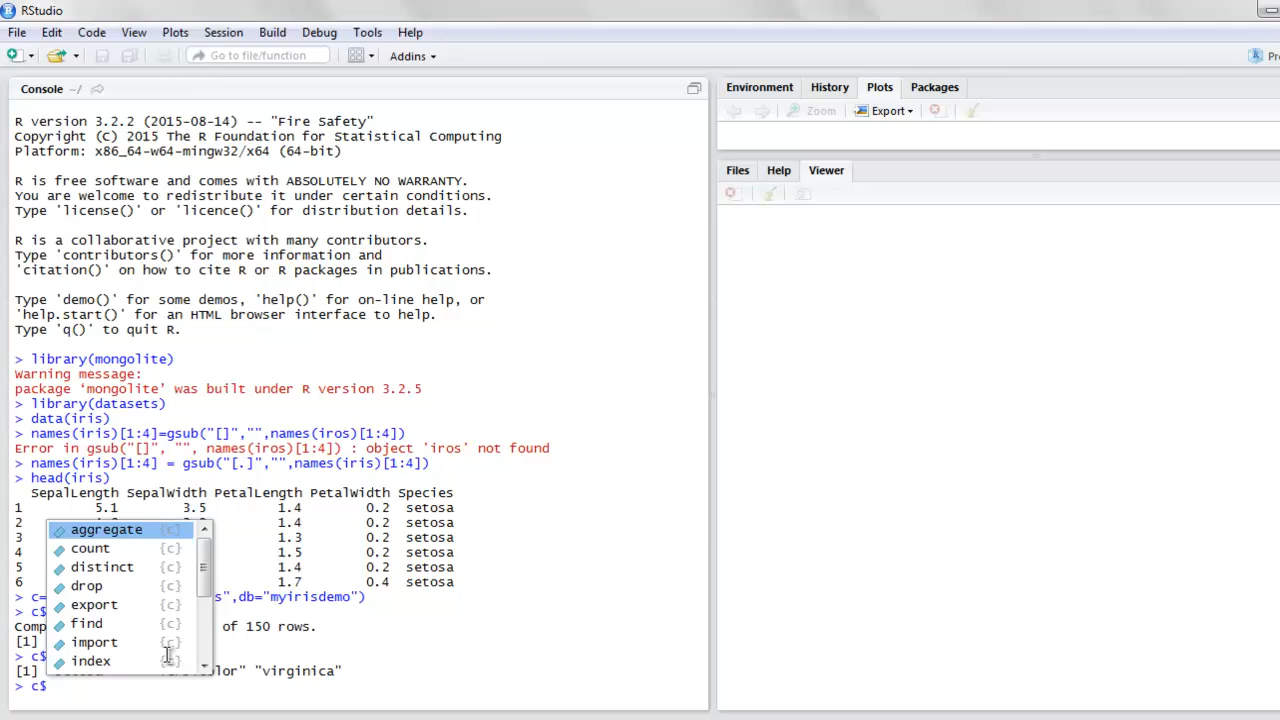 RStudio
File Edit Code View Plots Session Build Debug Tools Help
Go to file/function Addins
Console ~/
Environment History Plots Packages
Zoom Export
Files Help Viewer
R version 3.2.2 (2015-08-14) -- "Fire Safety"
Copyright (C) 2015 The R Foundation for Statistical Computing
Platform: x86_64-w64-mingw32/x64 (64-bit)
R is free software and comes with ABSOLUTELY NO WARRANTY.
You are welcome to redistribute it under certain conditions.
Type 'license()' or 'licence()' for distribution details.
R is a collaborative project with many contributors.
Type 'contributors()' for more information and
'citation()' on how to cite R or R packages in publications.
Type 'demo()' for some demos, 'help()' for on-line help, or
'help.start()' for an HTML browser interface to help.
Type 'q()' to quit R.
> library(mongolite)
Warning message:
package ‘mongolite’ was built under R version 3.2.5
> library(datasets)
> data(iris)
> names(iris)[1:4]=gsub("[]","",names(iros)[1:4])
Error in gsub("[]", "", names(iros)[1:4]) : object 'iros' not found
> names(iris)[1:4] = gsub("[.]","",names(iris)[1:4])
> head(iris)
SepalLength SepalWidth PetalLength PetalWidth Species
1 5.1 3.5 1.4 0.2 setosa
2 1.4 0.2 setosa
3 1.3 0.2 setosa
4 1.5 0.2 setosa
5 1.4 0.2 setosa
6 1.7 0.4 setosa
> c= s",db="myirisdemo")
> c$
of 150 rows.
[1]
> c$
[1] "virginica"
> c$
aggregate {c}
count {c}
distinct {c}
drop {c}
export {c}
find {c}
import {c}
index